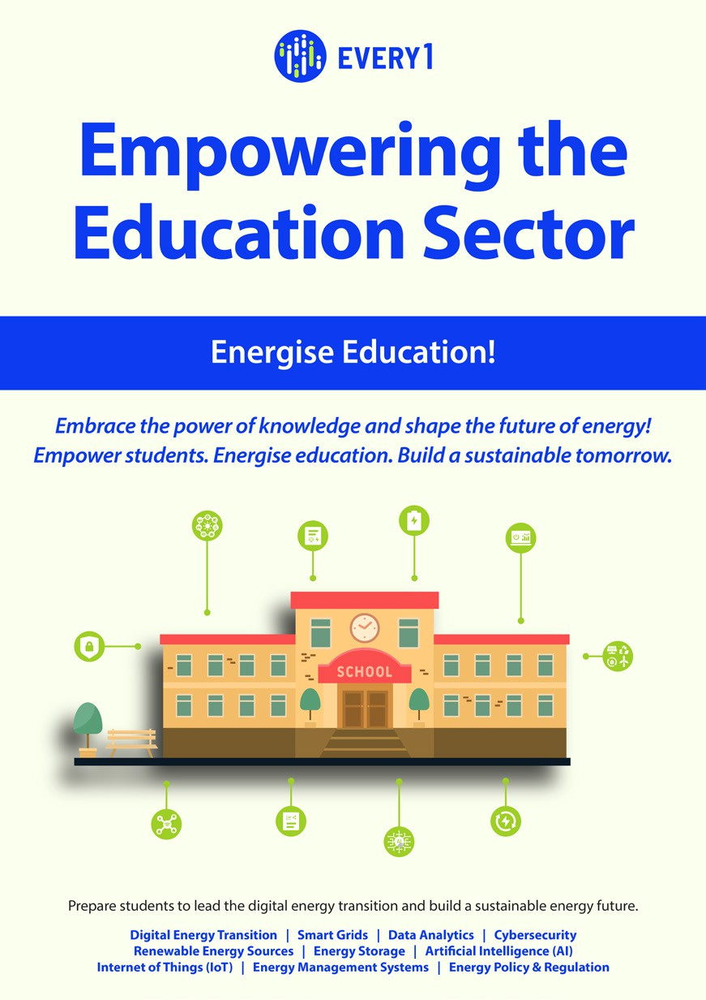 EVERY1
Empowering the
Education Sector
Energise Education!
Embrace the power of knowledge and shape the future of energy!
Empower students. Energise education. Build a sustainable tomorrow.
SCHOOL
Prepare students to lead the digital energy transition and build a sustainable energy future.
Digital Energy Transition | Smart Grids | Data Analytics | Cybersecurity
Renewable Energy Sources | Energy Storage | Artificial Intelligence (AI)
Internet of Things (IoT) | Energy Management Systems | Energy Policy & Regulation